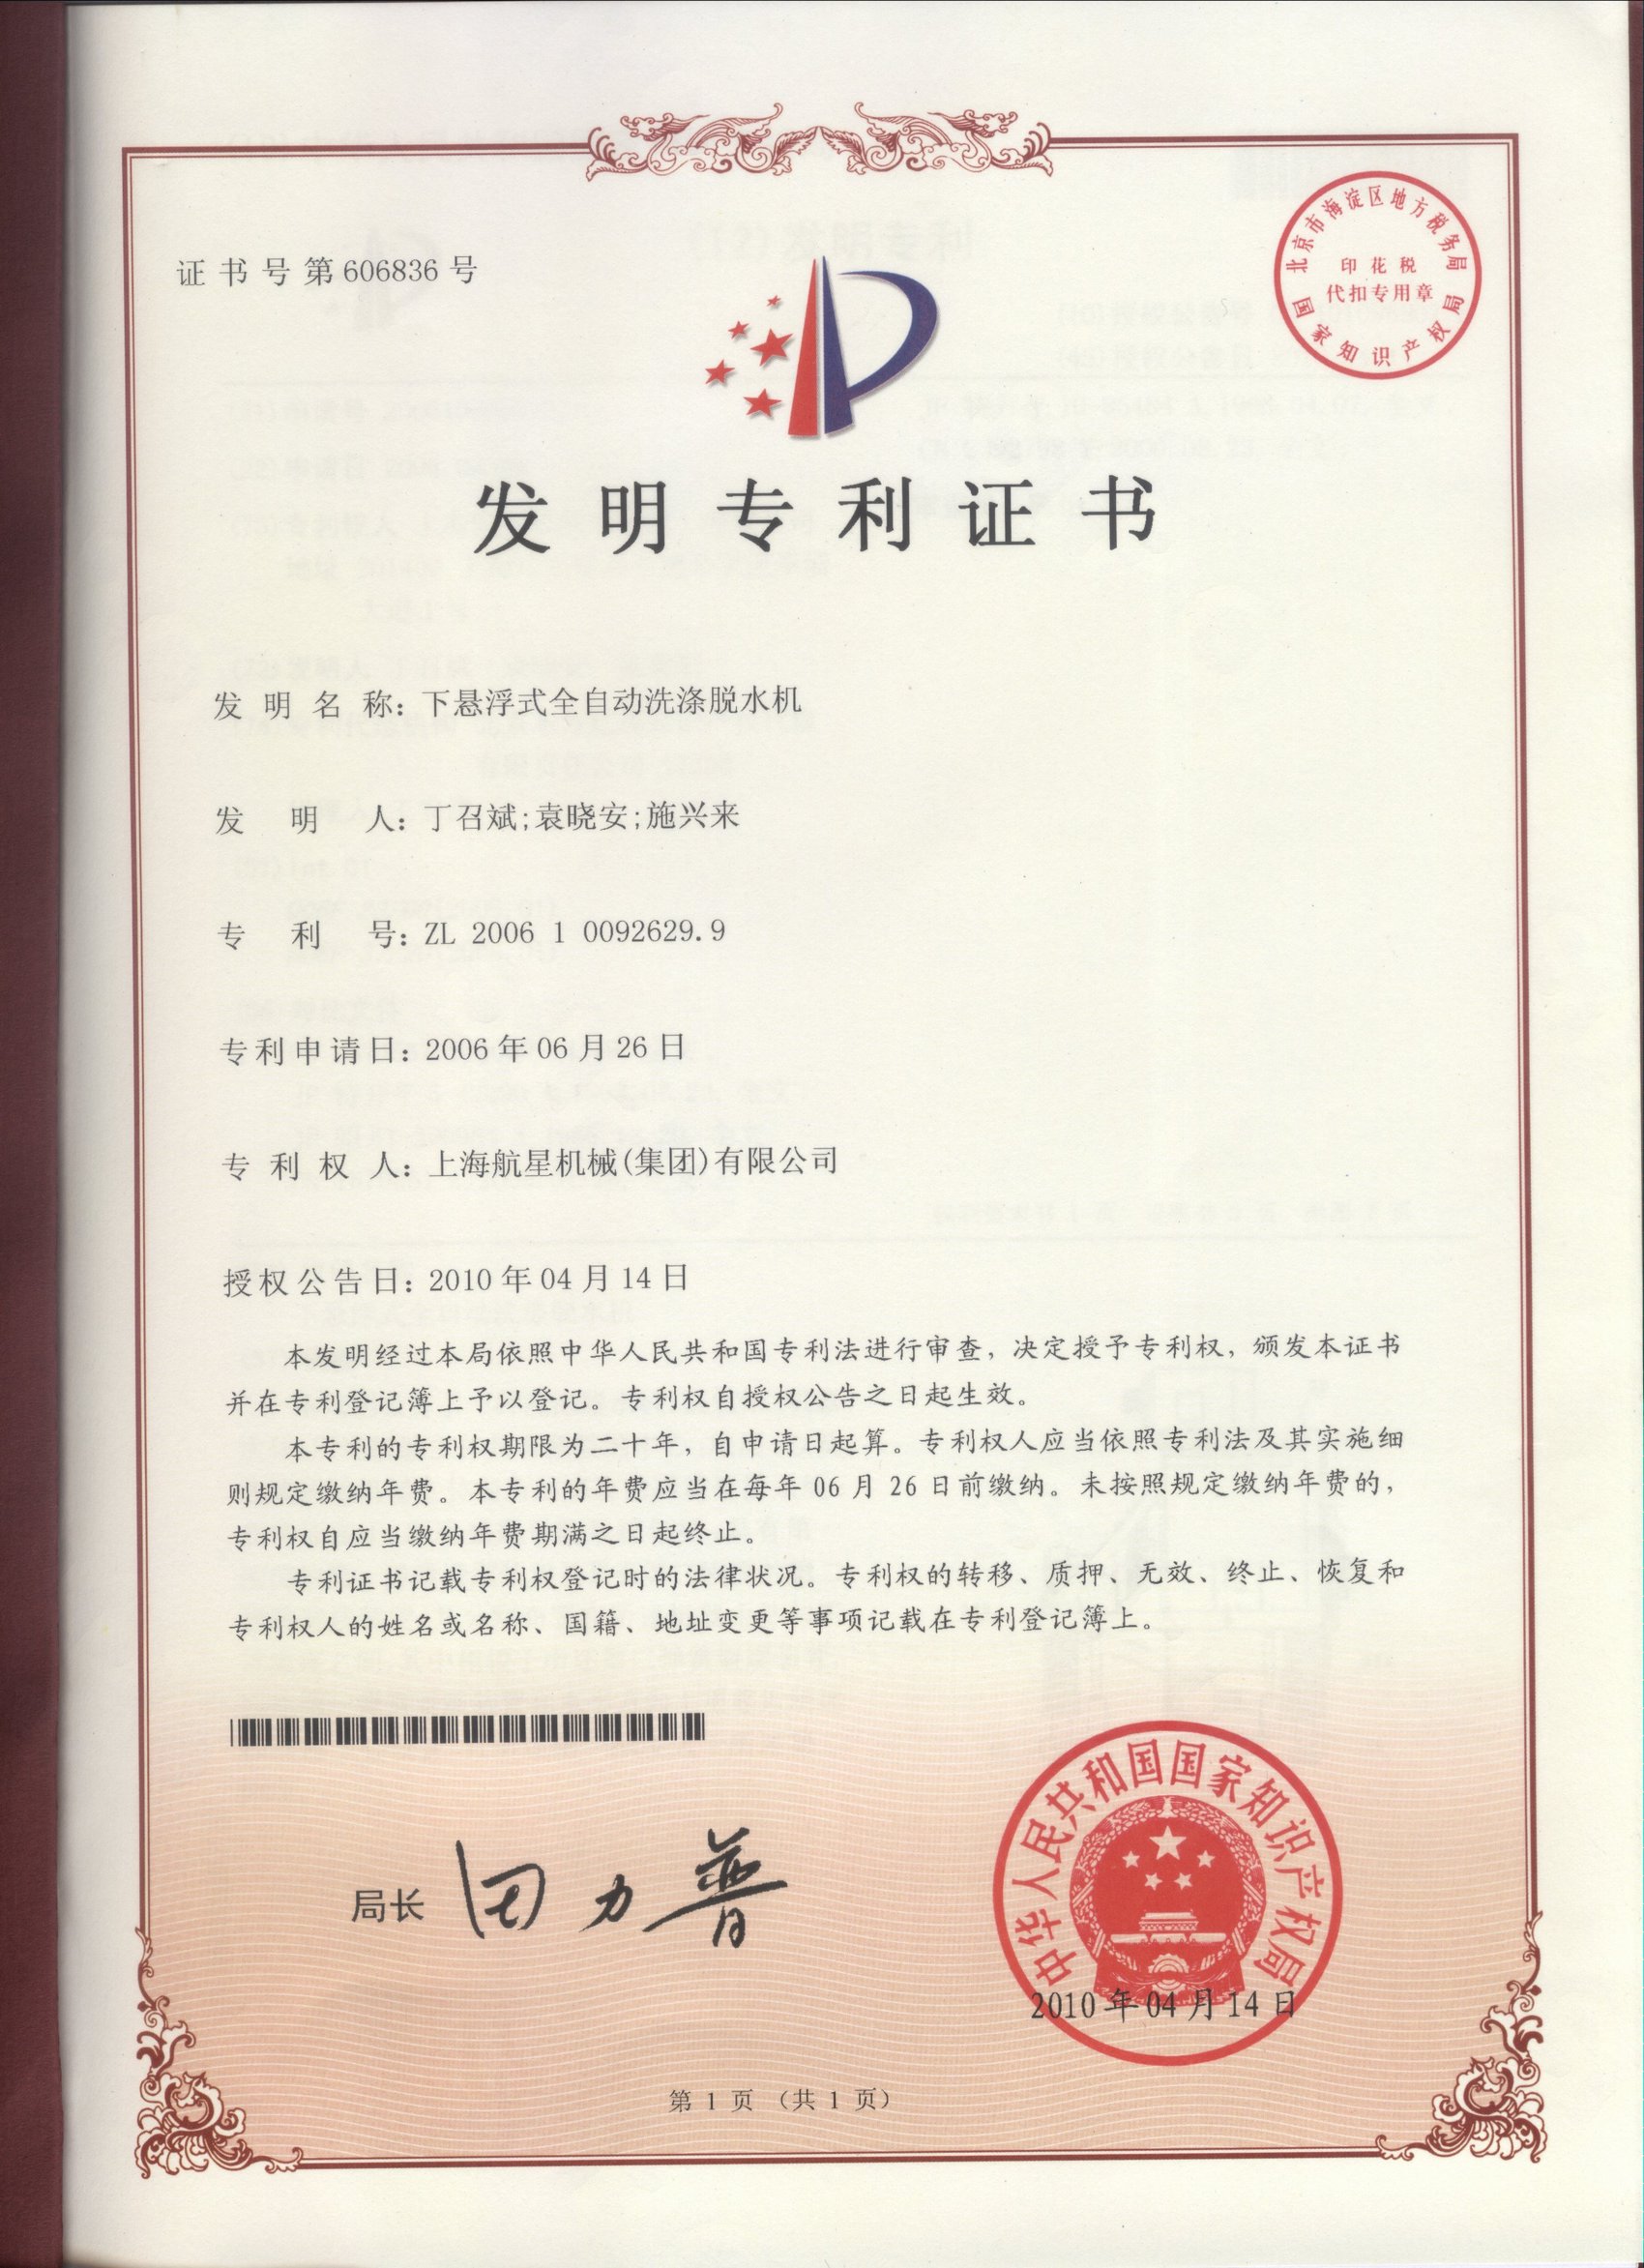 证书号第606836号
北京市海淀区地方税务局
印花税
代扣专用章
国家知识产权局
发明专利证书
发明名称：下悬浮式全自动洗涤脱水机
发明人：丁召斌;袁晓安;施兴来
专利号：ZL 2006 1 0092629.9
专利申请日：2006年06月26日
专利权人：上海航星机械(集团)有限公司
授权公告日：2010年04月14日
本发明经过本局依照中华人民共和国专利法进行审查，决定授予专利权，颁发本证书
并在专利登记簿上予以登记。专利权自授权公告之日起生效。
本专利的专利权期限为二十年，自申请日起算。专利权人应当依照专利法及其实施细
则规定缴纳年费。本专利的年费应当在每年06月26日前缴纳。未按照规定缴纳年费的，
专利权自应当缴纳年费期满之日起终止。
专利证书记载专利权登记时的法律状况。专利权的转移、质押、无效、终止、恢复和
专利权人的姓名或名称、国籍、地址变更等事项记载在专利登记簿上。
局长 田力普
中华人民共和国国家知识产权局
2010年04月14日
第1页（共1页）